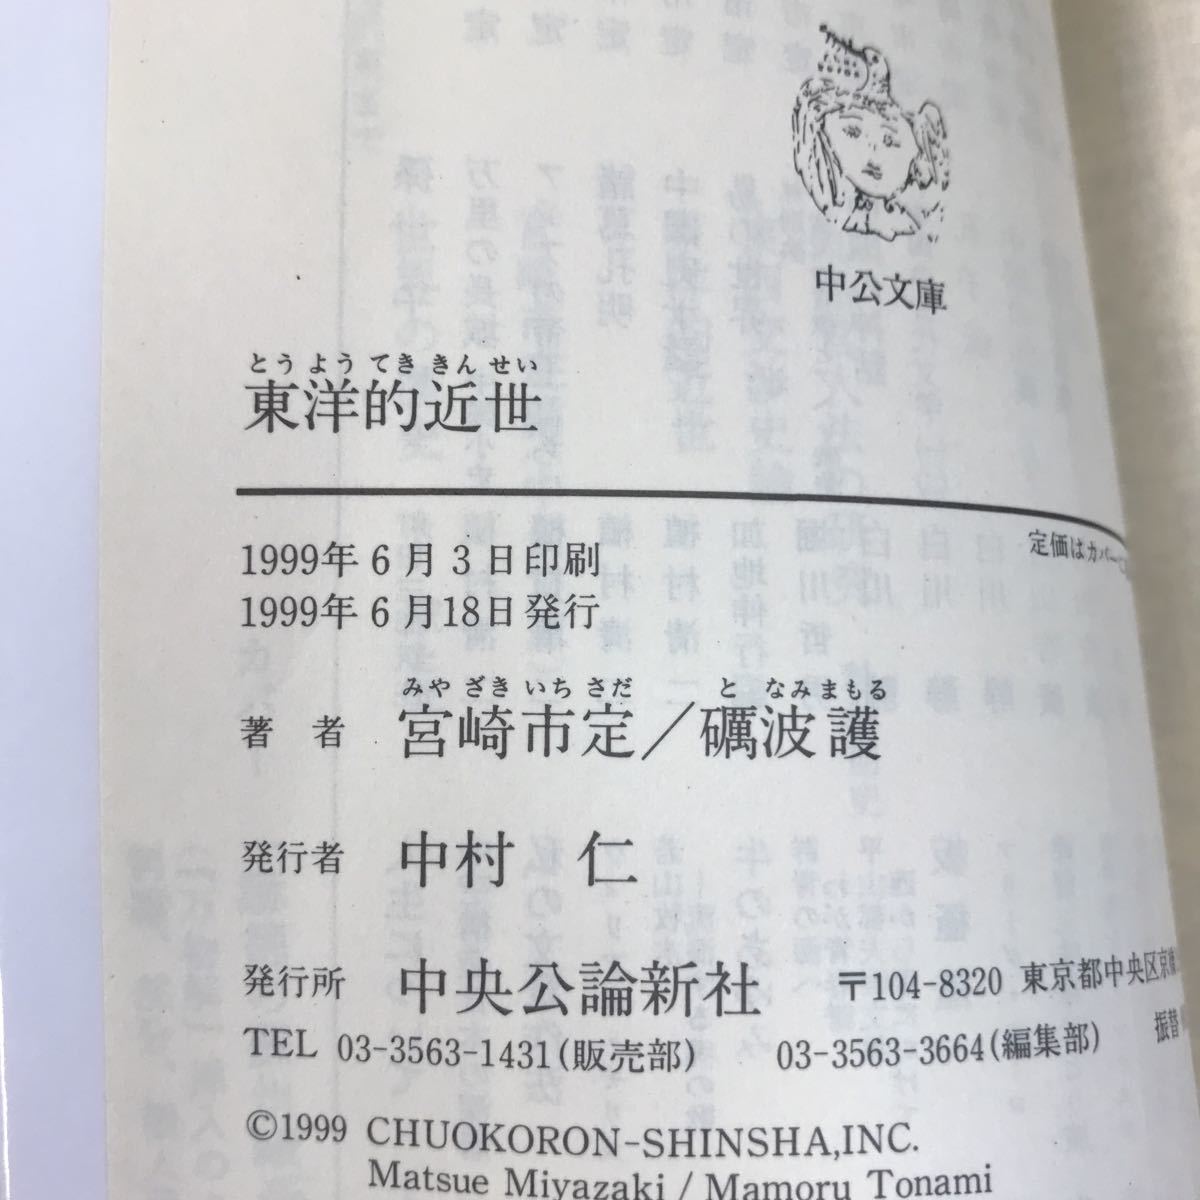 中公文庫
とう よう てき きん せい
東洋的近世
定価はカバーに
1999年6月3日印刷
1999年6月18日発行
みや ざき いち さだ と なみ まもる
著 者 宮崎市定／礪波護
発行者 中村 仁
発行所 中央公論新社 〒104-8320 東京都中央区京橋
TEL 03-3563-1431(販売部) 03-3563-3664(編集部) 振替
©1999 CHUOKORON-SHINSHA,INC.
Matsue Miyazaki / Mamoru Tonami